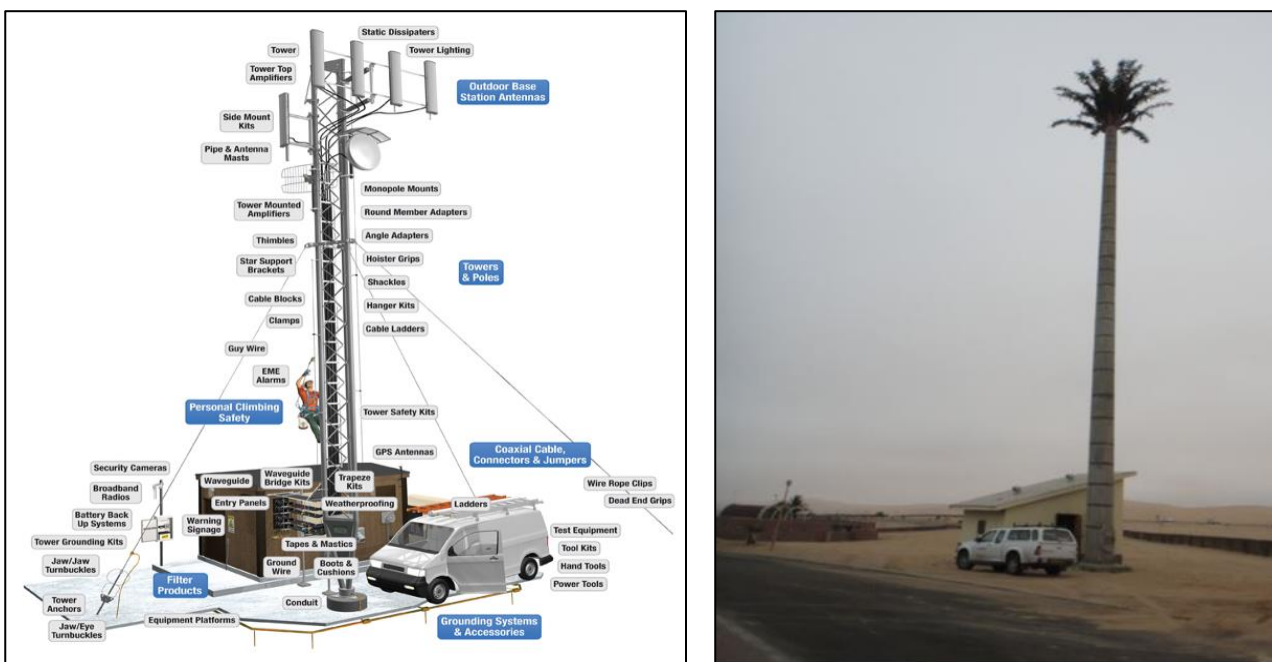 Static Dissipaters
Tower
Tower Lighting
Tower Top
Amplifiers
Outdoor Base
Station Antennas
Side Mount
Kits
Pipe & Antenna
Masts
Monopole Mounts
Tower Mounted
Amplifiers
Round Member Adapters
Thimbles
Angle Adapters
Star Support
Brackets
Hoister Grips
Towers
& Poles
Shackles
Cable Blocks
Hanger Kits
Clamps
Cable Ladders
Guy Wire
EME
Alarms
Personal Climbing
Safety
Tower Safety Kits
GPS Antennas
Coaxial Cable,
Connectors & Jumpers
Security Cameras
Waveguide
Waveguide
Bridge Kits
Trapeze
Kits
Wire Rope Clips
Broadband
Radios
Entry Panels
Weatherproofing
Ladders
Dead End Grips
Battery Back
Up Systems
Warning
Signage
Test Equipment
Tower Grounding Kits
Tapes & Mastics
Tool Kits
Jaw/Jaw
Turnbuckles
Ground
Wire
Boots &
Cushions
Hand Tools
Filter
Products
Power Tools
Tower
Anchors
Conduit
Equipment Platforms
Grounding Systems
& Accessories
Jaw/Eye
Turnbuckles